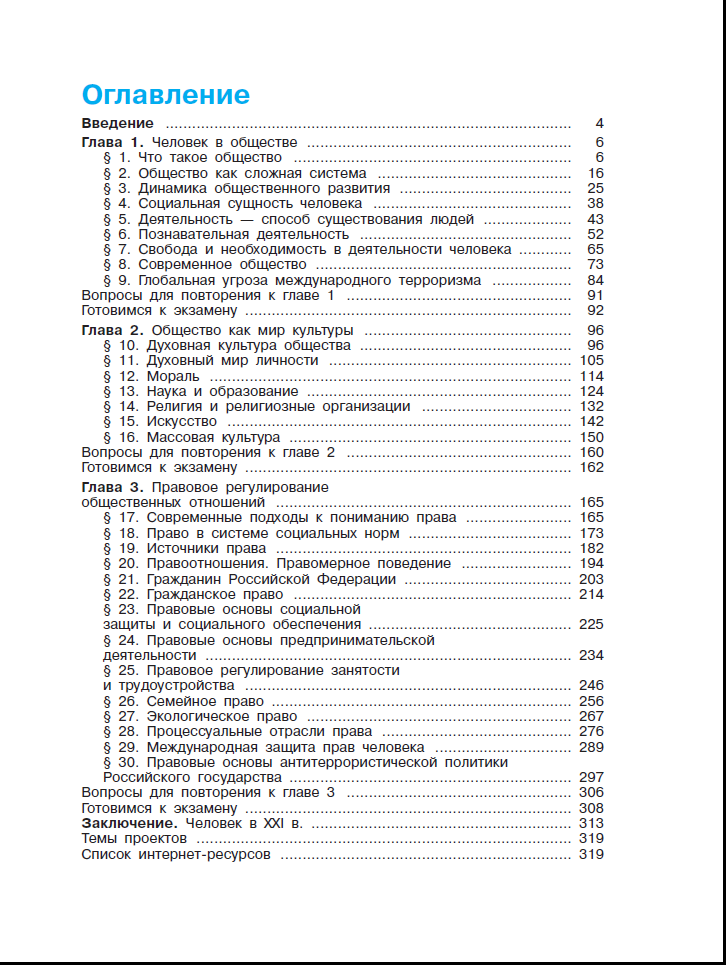 Оглавление
Введение ........ 4
Глава 1. Человек в обществе ........ 6
§ 1. Что такое общество ........ 6
§ 2. Общество как сложная система ........ 16
§ 3. Динамика общественного развития ........ 25
§ 4. Социальная сущность человека ........ 38
§ 5. Деятельность — способ существования людей ........ 43
§ 6. Познавательная деятельность ........ 52
§ 7. Свобода и необходимость в деятельности человека ........ 65
§ 8. Современное общество ........ 73
§ 9. Глобальная угроза международного терроризма ........ 84
Вопросы для повторения к главе 1 ........ 91
Готовимся к экзамену ........ 92
Глава 2. Общество как мир культуры ........ 96
§ 10. Духовная культура общества ........ 96
§ 11. Духовный мир личности ........ 105
§ 12. Мораль ........ 114
§ 13. Наука и образование ........ 124
§ 14. Религия и религиозные организации ........ 132
§ 15. Искусство ........ 142
§ 16. Массовая культура ........ 150
Вопросы для повторения к главе 2 ........ 160
Готовимся к экзамену ........ 162
Глава 3. Правовое регулирование
общественных отношений ........ 165
§ 17. Современные подходы к пониманию права ........ 165
§ 18. Право в системе социальных норм ........ 173
§ 19. Источники права ........ 182
§ 20. Правоотношения. Правомерное поведение ........ 194
§ 21. Гражданин Российской Федерации ........ 203
§ 22. Гражданское право ........ 214
§ 23. Правовые основы социальной
защиты и социального обеспечения ........ 225
§ 24. Правовые основы предпринимательской
деятельности ........ 234
§ 25. Правовое регулирование занятости
и трудоустройства ........ 246
§ 26. Семейное право ........ 256
§ 27. Экологическое право ........ 267
§ 28. Процессуальные отрасли права ........ 276
§ 29. Международная защита прав человека ........ 289
§ 30. Правовые основы антитеррористической политики
Российского государства ........ 297
Вопросы для повторения к главе 3 ........ 306
Готовимся к экзамену ........ 308
Заключение. Человек в XXI в. ........ 313
Темы проектов ........ 319
Список интернет-ресурсов ........ 319